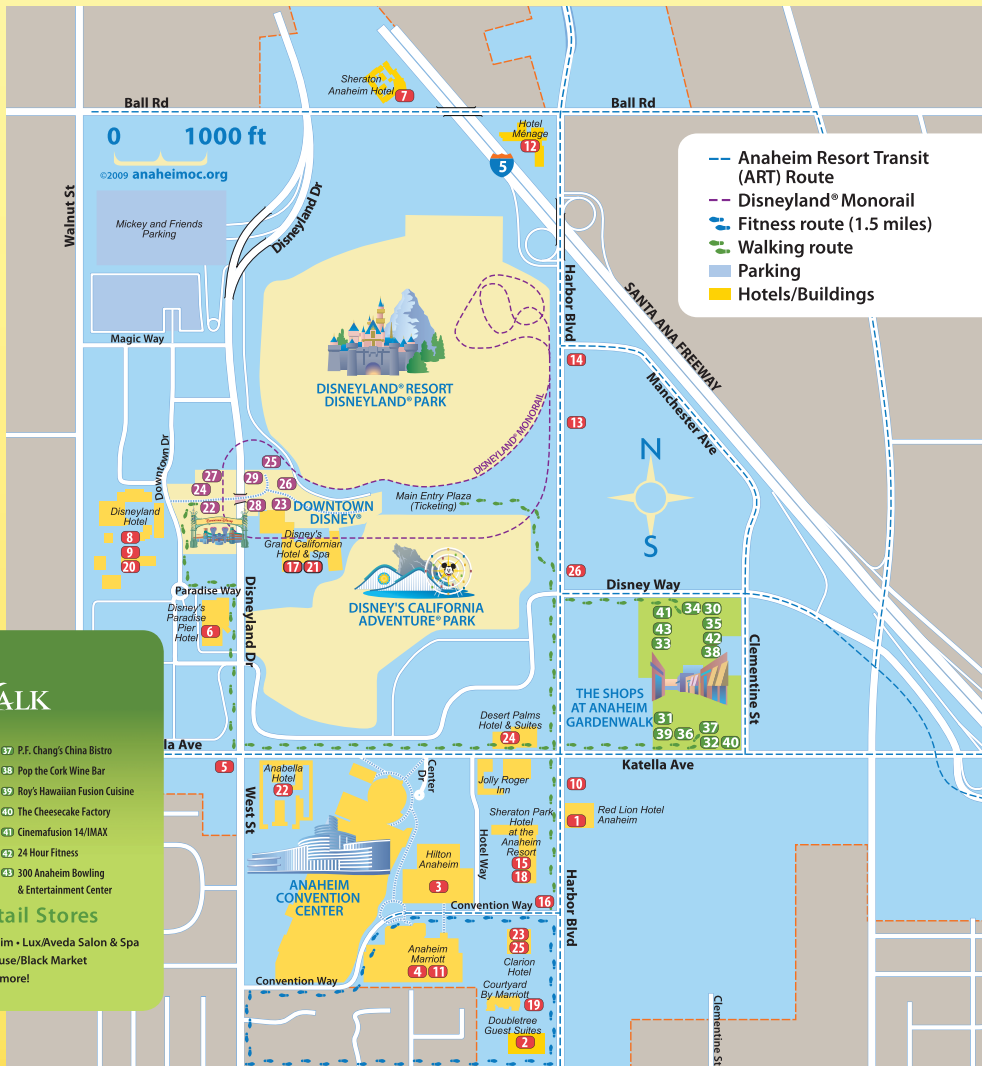 Sheraton
Anaheim Hotel
7
Ball Rd
Ball Rd
0 1000 ft
©2009 anaheimoc.org
Hotel
Ménage
12
5
Walnut St
Mickey and Friends
Parking
Disneyland Dr
Anaheim Resort Transit
(ART) Route
Disneyland® Monorail
Fitness route (1.5 miles)
Walking route
Parking
Hotels/Buildings
Harbor Blvd
SANTA ANA FREEWAY
Magic Way
14
Manchester Ave
DISNEYLAND® RESORT
DISNEYLAND® PARK
13
DISNEYLAND® MONORAIL
N
S
Downtown Dr
25
27
29
26
24
22
28
23
DOWNTOWN
DISNEY®
Main Entry Plaza
(Ticketing)
Disneyland
Hotel
8
9
20
Disney's
Grand Californian
Hotel & Spa
17 21
26
Disney Way
Paradise Way
Disney's
Paradise
Pier
Hotel
6
Disneyland Dr
DISNEY'S CALIFORNIA
ADVENTURE® PARK
41 34 30
43 35
33 42
38
Clementine St
THE SHOPS
AT ANAHEIM
GARDENWALK
31
39 36 37
32 40
Desert Palms
Hotel & Suites
24
ALK
la Ave
Katella Ave
37 P.F. Chang's China Bistro
38 Pop the Cork Wine Bar
39 Roy's Hawaiian Fusion Cuisine
40 The Cheesecake Factory
41 Cinemafusion 14/IMAX
42 24 Hour Fitness
43 300 Anaheim Bowling
& Entertainment Center
tail Stores
im • Lux/Aveda Salon & Spa
use/Black Market
more!
5
West St
Anabella
Hotel
22
Center
Dr
Jolly Roger
Inn
10
Red Lion Hotel
Anaheim
1
Sheraton Park
Hotel
at the
Anaheim
Resort
15
18
Hotel Way
Hilton
Anaheim
3
ANAHEIM
CONVENTION
CENTER
Harbor Blvd
Convention Way
16
Anaheim
Marriott
4 11
23
25
Clarion
Hotel
Convention Way
Courtyard
By Marriott
19
Doubletree
Guest Suites
2
Clementine St